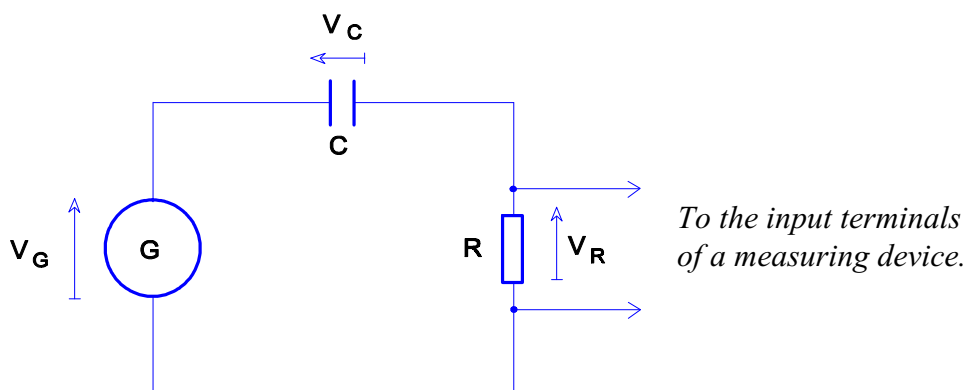 V C
C
V G
G
R
V R
To the input terminals
of a measuring device.